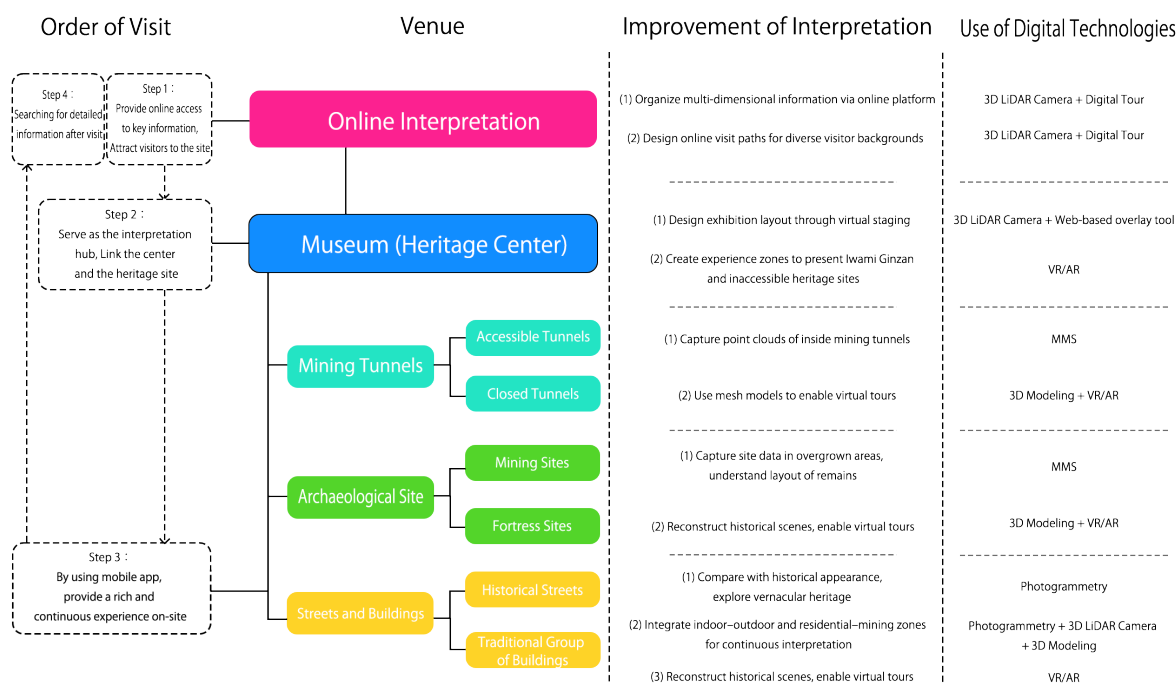 Order of Visit
Venue
Improvement of Interpretation
Use of Digital Technologies
Step 4：
Searching for detailed
information after visit
Step 1：
Provide online access
to key information,
Attract visitors to the site
Online Interpretation
(1) Organize multi-dimensional information via online platform
3D LiDAR Camera + Digital Tour
(2) Design online visit paths for diverse visitor backgrounds
3D LiDAR Camera + Digital Tour
Step 2：
Serve as the interpretation
hub, Link the center
and the heritage site
Museum (Heritage Center)
(1) Design exhibition layout through virtual staging
3D LiDAR Camera + Web-based overlay tool
(2) Create experience zones to present Iwami Ginzan
and inaccessible heritage sites
VR/AR
Mining Tunnels
Accessible Tunnels
Closed Tunnels
(1) Capture point clouds of inside mining tunnels
MMS
(2) Use mesh models to enable virtual tours
3D Modeling + VR/AR
Archaeological Site
Mining Sites
Fortress Sites
(1) Capture site data in overgrown areas,
understand layout of remains
MMS
(2) Reconstruct historical scenes, enable virtual tours
3D Modeling + VR/AR
Step 3：
By using mobile app,
provide a rich and
continuous experience on-site
Streets and Buildings
Historical Streets
Traditional Group
of Buildings
(1) Compare with historical appearance,
explore vernacular heritage
Photogrammetry
(2) Integrate indoor–outdoor and residential–mining zones
for continuous interpretation
Photogrammetry + 3D LiDAR Camera
+ 3D Modeling
(3) Reconstruct historical scenes, enable virtual tours
VR/AR